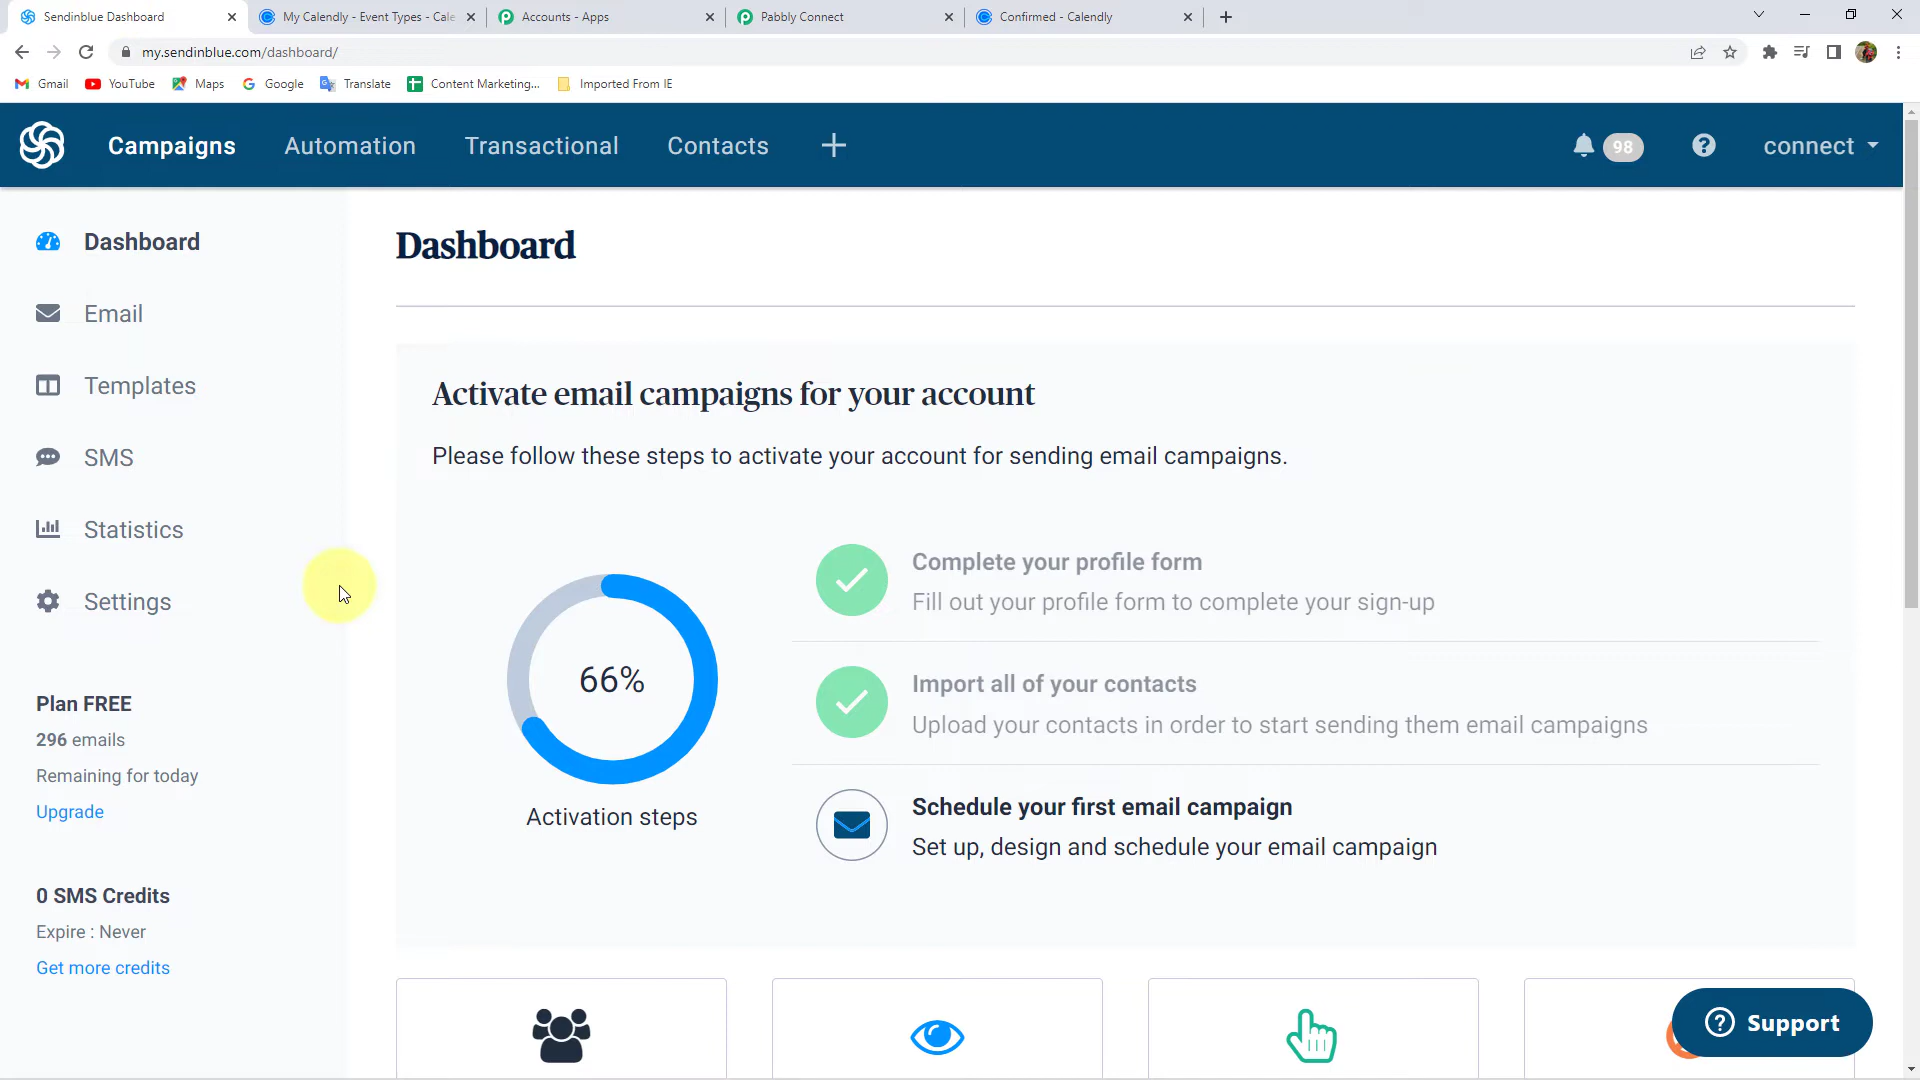 Sendinblue Dashboard
My Calendly - Event Types - Cale
Accounts - Apps
Pabbly Connect
Confirmed - Calendly
my.sendinblue.com/dashboard/
Gmail
YouTube
Maps
Google
Translate
Content Marketing...
Imported From IE
Campaigns
Automation
Transactional
Contacts
98
connect
Dashboard
Email
Templates
SMS
Statistics
Settings
Plan FREE
296 emails
Remaining for today
Upgrade
0 SMS Credits
Expire : Never
Get more credits
Dashboard
Activate email campaigns for your account
Please follow these steps to activate your account for sending email campaigns.
66%
Activation steps
Complete your profile form
Fill out your profile form to complete your sign-up
Import all of your contacts
Upload your contacts in order to start sending them email campaigns
Schedule your first email campaign
Set up, design and schedule your email campaign
Support